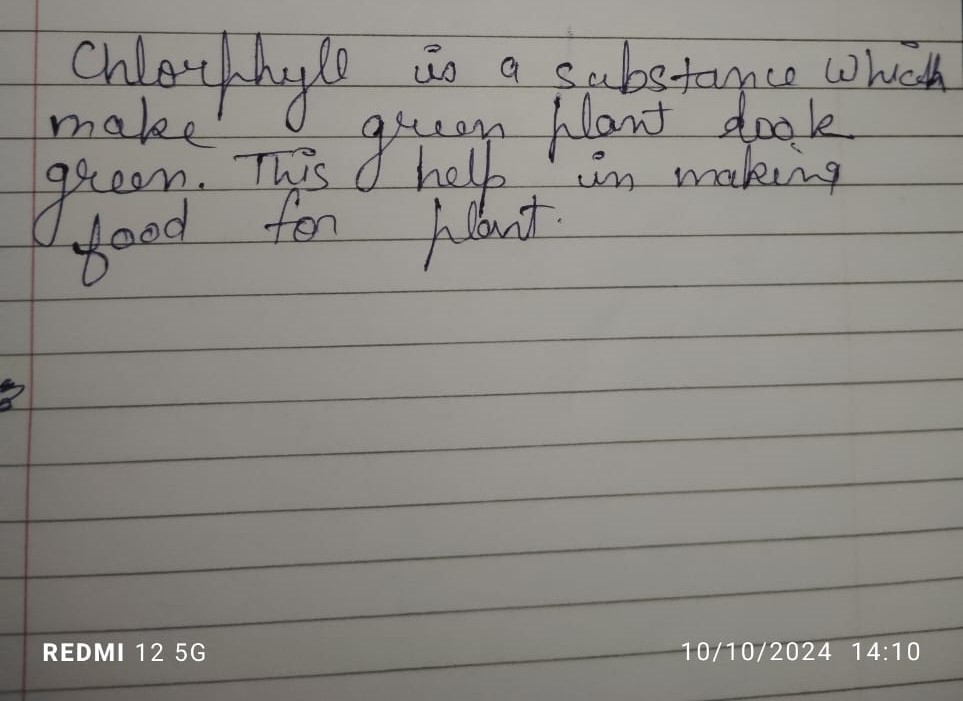 Chlorphyll is a substance which
make green plant look
green. This help in making
food for plant.
REDMI 12 5G
10/10/2024 14:10